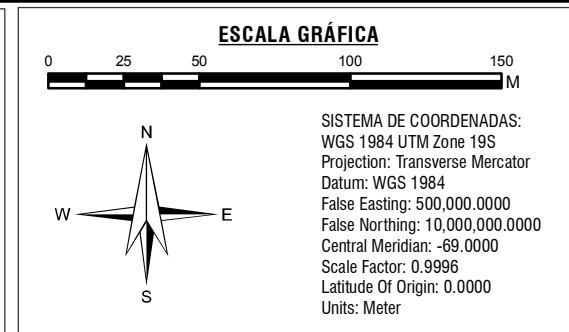 ESCALA GRÁFICA
0 25 50 100 150
M
N
W E
S
SISTEMA DE COORDENADAS:
WGS 1984 UTM Zone 19S
Projection: Transverse Mercator
Datum: WGS 1984
False Easting: 500,000.0000
False Northing: 10,000,000.0000
Central Meridian: -69.0000
Scale Factor: 0.9996
Latitude Of Origin: 0.0000
Units: Meter